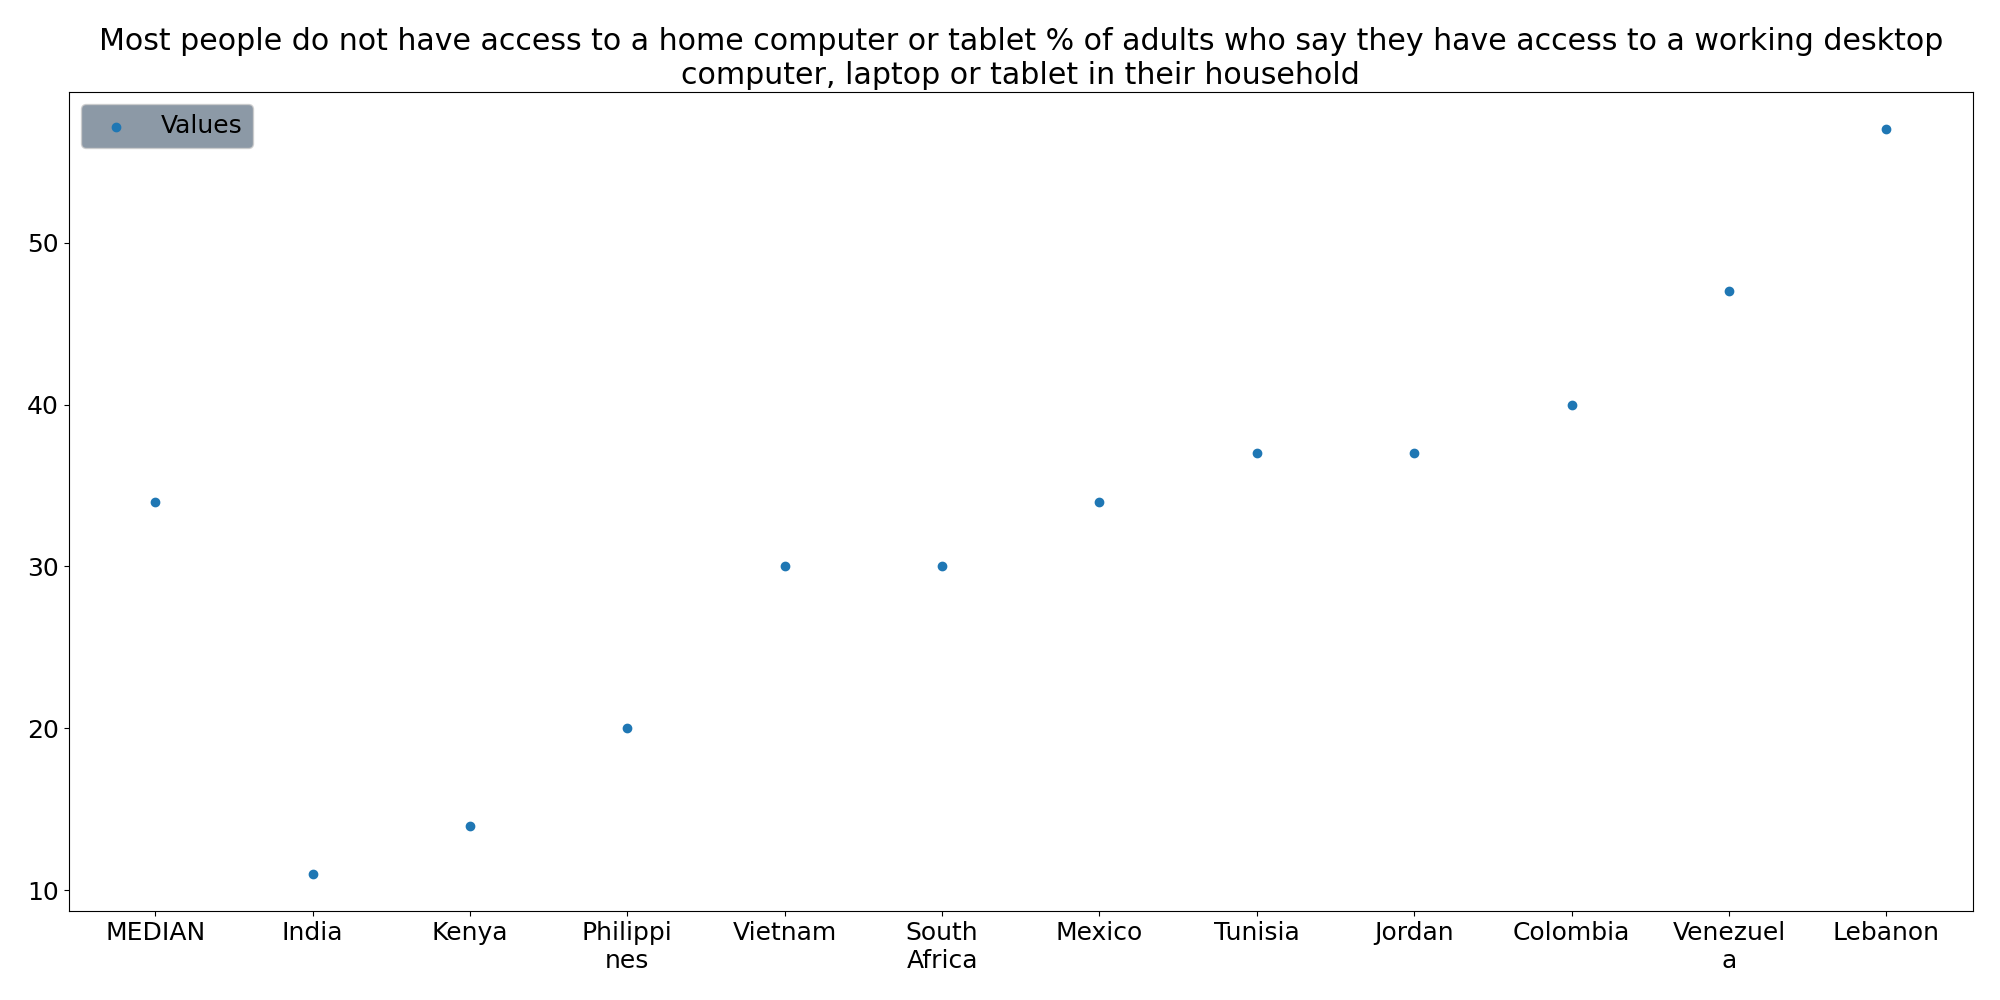 Most people do not have access to a home computer or tablet % of adults who say they have access to a working desktop
computer, laptop or tablet in their household
Values
50
40
30
20
10
MEDIAN
India
Kenya
Philippi
nes
Vietnam
South
Africa
Mexico
Tunisia
Jordan
Colombia
Venezuel
a
Lebanon